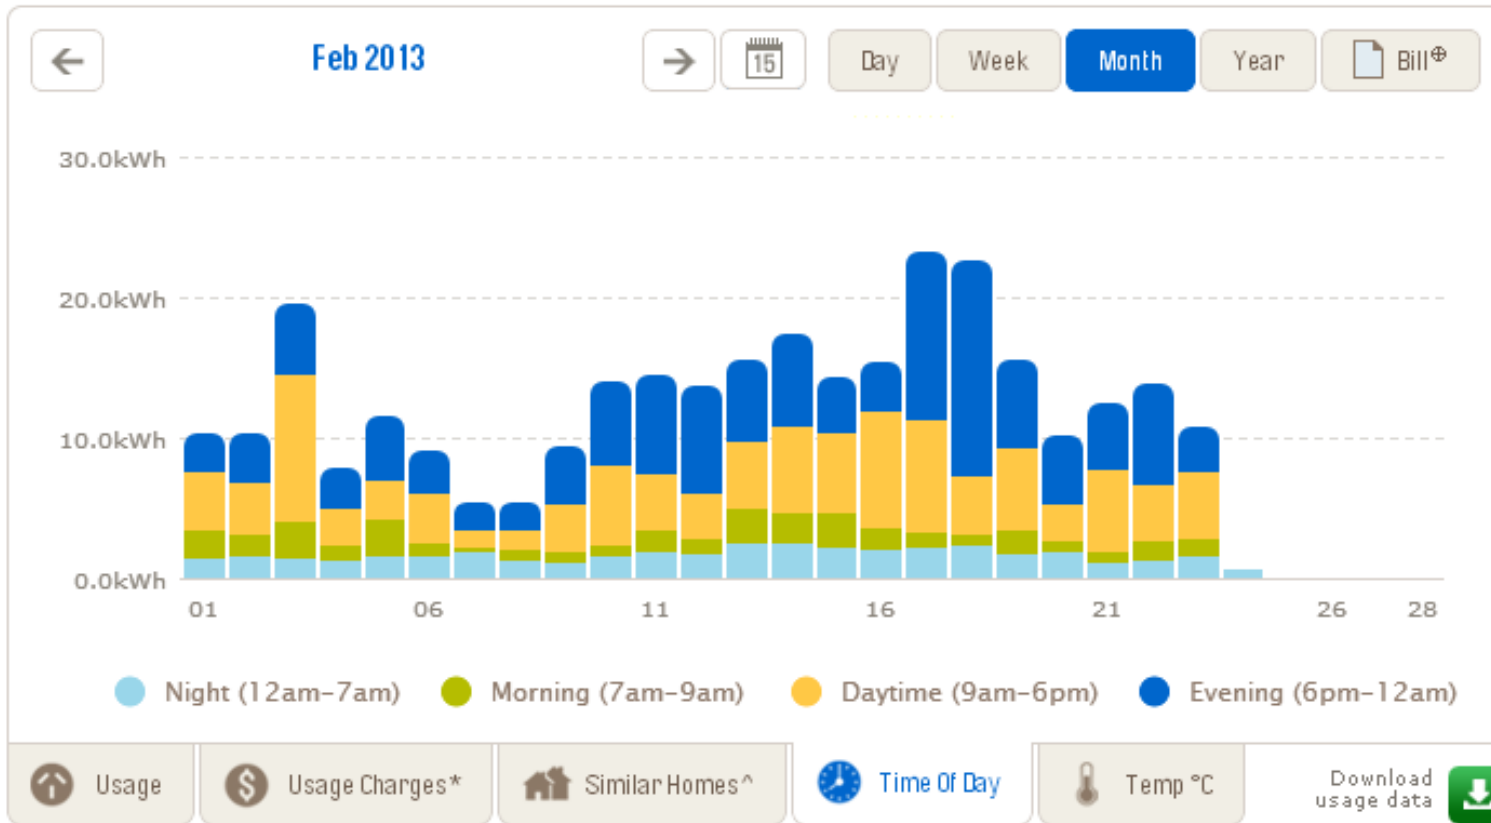 Feb 2013
15
Day
Week
Month
Year
Bill⊕
30.0kWh
20.0kWh
10.0kWh
0.0kWh
01 06 11 16 21 26 28
Night (12am-7am) Morning (7am-9am) Daytime (9am-6pm) Evening (6pm-12am)
Usage
$ Usage Charges*
Similar Homes^
Time Of Day
Temp °C
Download
usage data